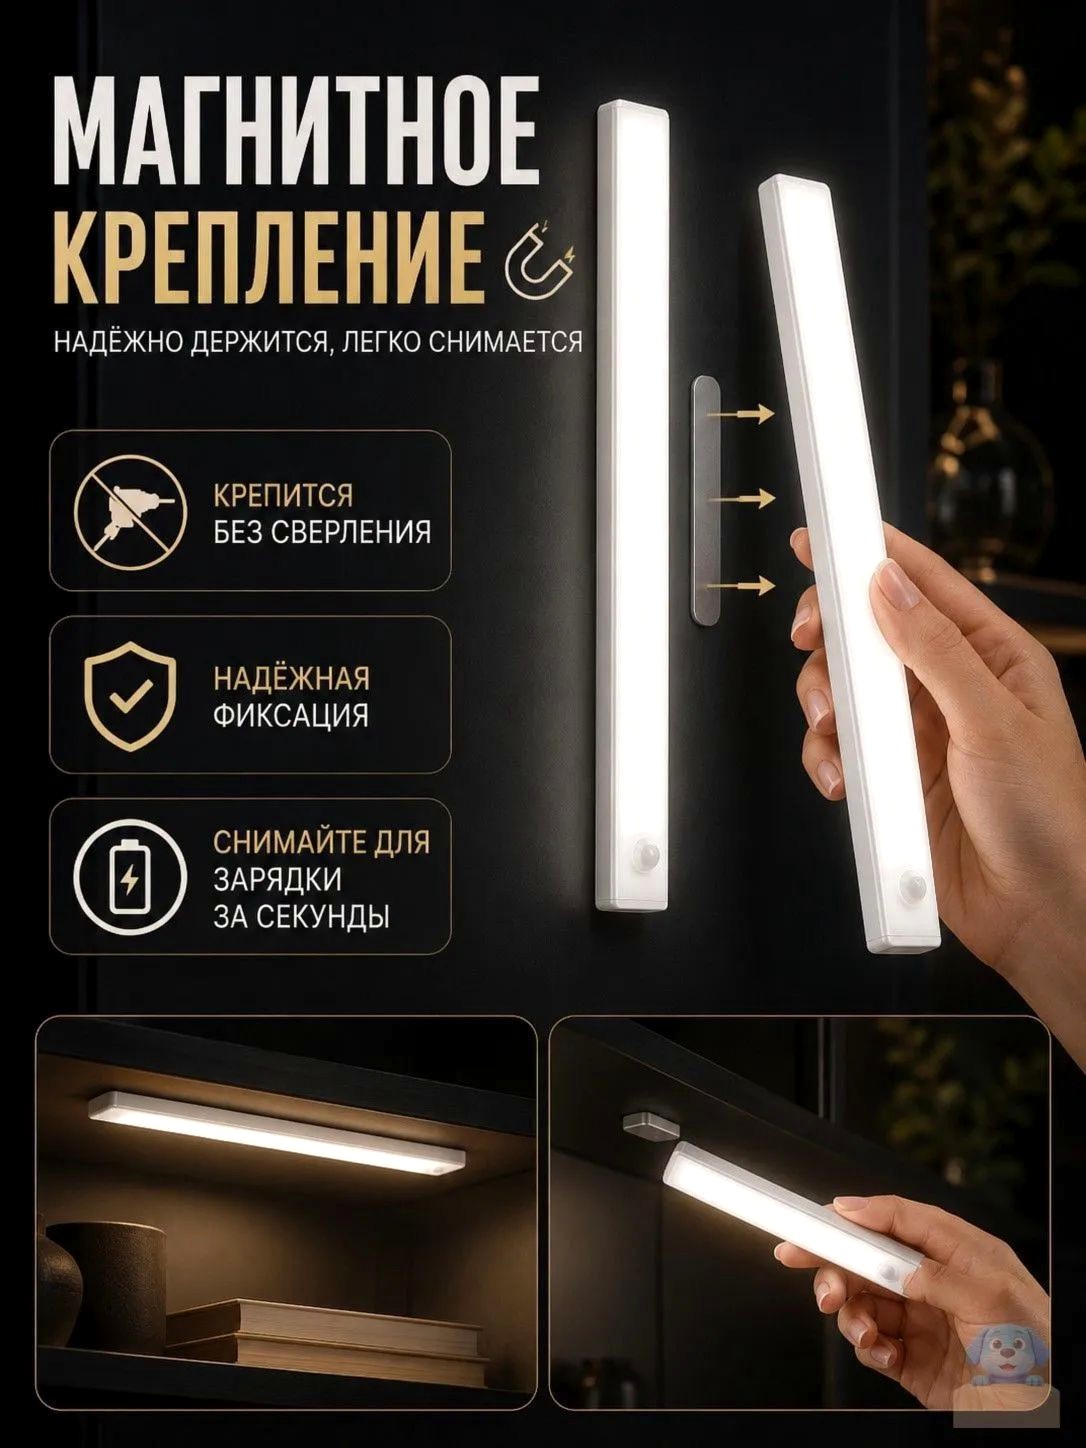 МАГНИТНОЕ
КРЕПЛЕНИЕ
НАДЁЖНО ДЕРЖИТСЯ, ЛЕГКО СНИМАЕТСЯ
КРЕПИТСЯ
БЕЗ СВЕРЛЕНИЯ
НАДЁЖНАЯ
ФИКСАЦИЯ
СНИМАЙТЕ ДЛЯ
ЗАРЯДКИ
ЗА СЕКУНДЫ